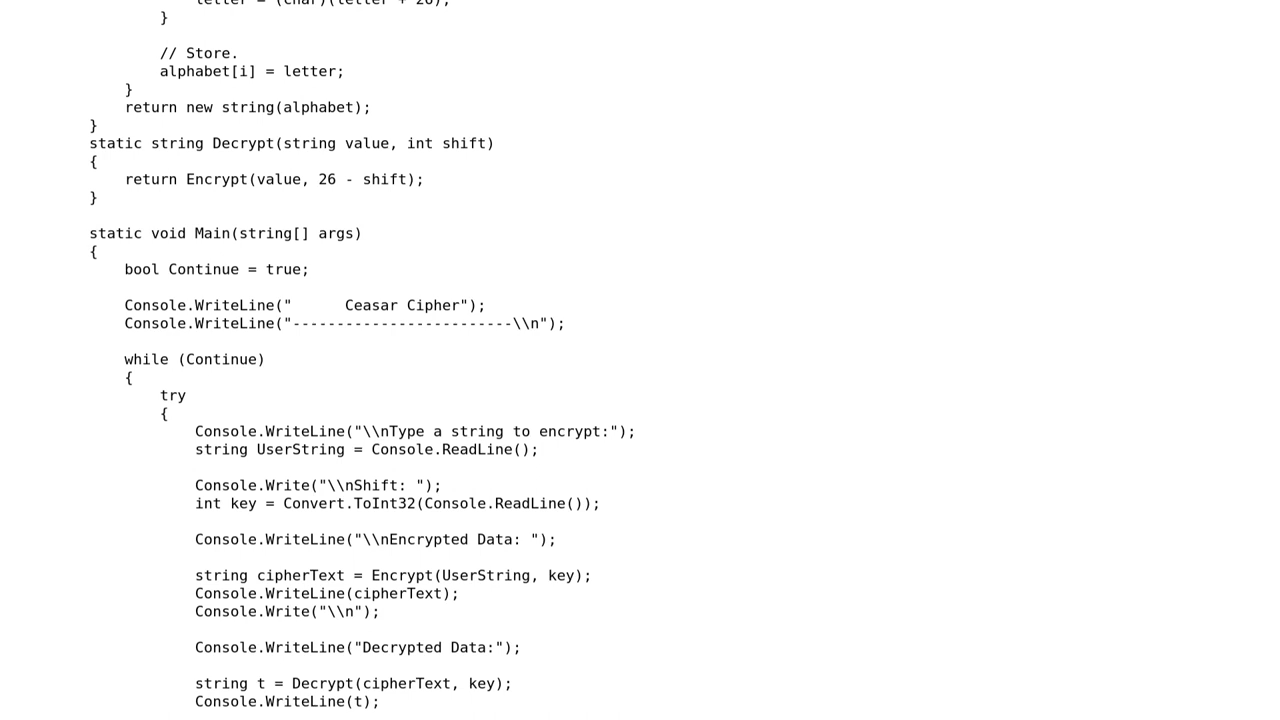 letter = (char)(letter + 26);
}
// Store.
alphabet[i] = letter;
}
return new string(alphabet);
}
static string Decrypt(string value, int shift)
{
return Encrypt(value, 26 - shift);
}
static void Main(string[] args)
{
bool Continue = true;
Console.WriteLine("      Ceasar Cipher");
Console.WriteLine("-------------------------\\n");
while (Continue)
{
try
{
Console.WriteLine("\\nType a string to encrypt:");
string UserString = Console.ReadLine();
Console.Write("\\nShift: ");
int key = Convert.ToInt32(Console.ReadLine());
Console.WriteLine("\\nEncrypted Data: ");
string cipherText = Encrypt(UserString, key);
Console.WriteLine(cipherText);
Console.Write("\\n");
Console.WriteLine("Decrypted Data:");
string t = Decrypt(cipherText, key);
Console.WriteLine(t);